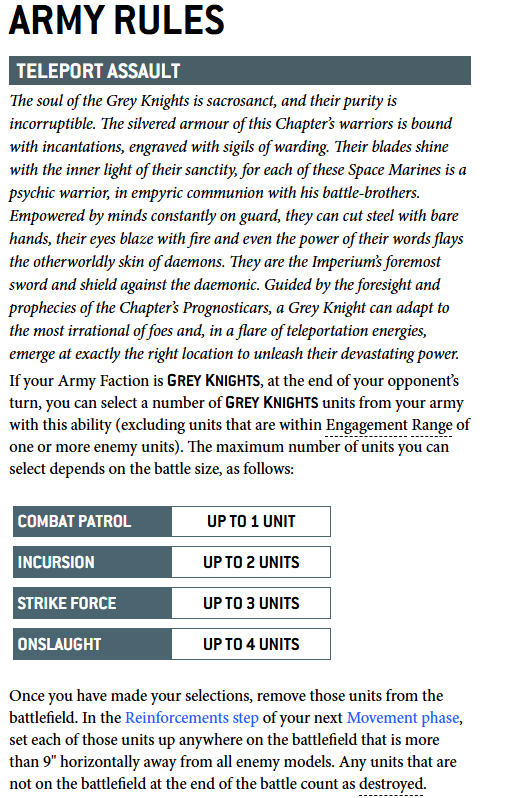 ARMY RULES
TELEPORT ASSAULT
The soul of the Grey Knights is sacrosanct, and their purity is
incorruptible. The silvered armour of this Chapter's warriors is bound
with incantations, engraved with sigils of warding. Their blades shine
with the inner light of their sanctity, for each of these Space Marines is a
psychic warrior, in empyric communion with his battle-brothers.
Empowered by minds constantly on guard, they can cut steel with bare
hands, their eyes blaze with fire and even the power of their words flays
the otherworldly skin of daemons. They are the Imperium's foremost
sword and shield against the daemonic. Guided by the foresight and
prophecies of the Chapter's Prognosticars, a Grey Knight can adapt to
the most irrational of foes and, in a flare of teleportation energies,
emerge at exactly the right location to unleash their devastating power.
If your Army Faction is GREY KNIGHTS, at the end of your opponent's
turn, you can select a number of GREY KNIGHTS units from your army
with this ability (excluding units that are within Engagement Range of
one or more enemy units). The maximum number of units you can
select depends on the battle size, as follows:
COMBAT PATROL UP TO 1 UNIT
INCURSION UP TO 2 UNITS
STRIKE FORCE UP TO 3 UNITS
ONSLAUGHT UP TO 4 UNITS
Once you have made your selections, remove those units from the
battlefield. In the Reinforcements step of your next Movement phase,
set each of those units up anywhere on the battlefield that is more
than 9" horizontally away from all enemy models. Any units that are
not on the battlefield at the end of the battle count as destroyed.